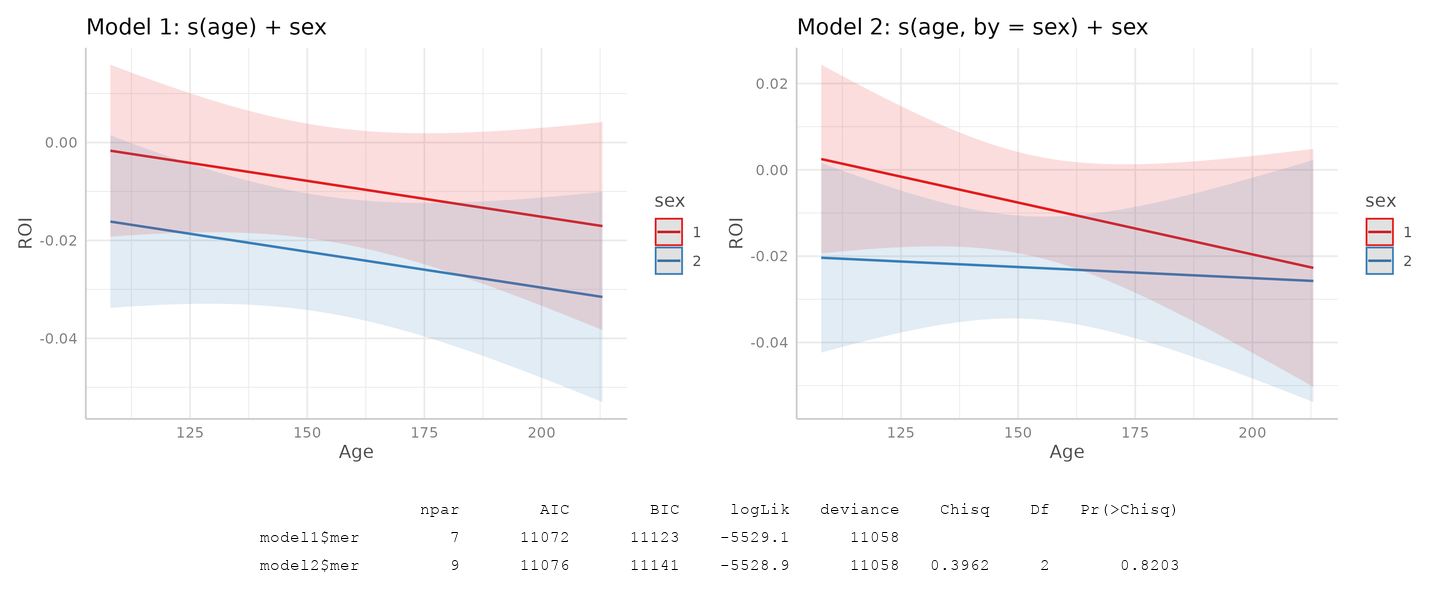 Model 1: s(age) + sex
0.00
-0.02
-0.04
ROI
125 150 175 200
Age
sex
1
2
Model 2: s(age, by = sex) + sex
0.02
0.00
-0.02
-0.04
ROI
125 150 175 200
Age
sex
1
2
npar AIC BIC logLik deviance Chisq Df Pr(>Chisq)
model1$mer 7 11072 11123 -5529.1 11058
model2$mer 9 11076 11141 -5528.9 11058 0.3962 2 0.8203